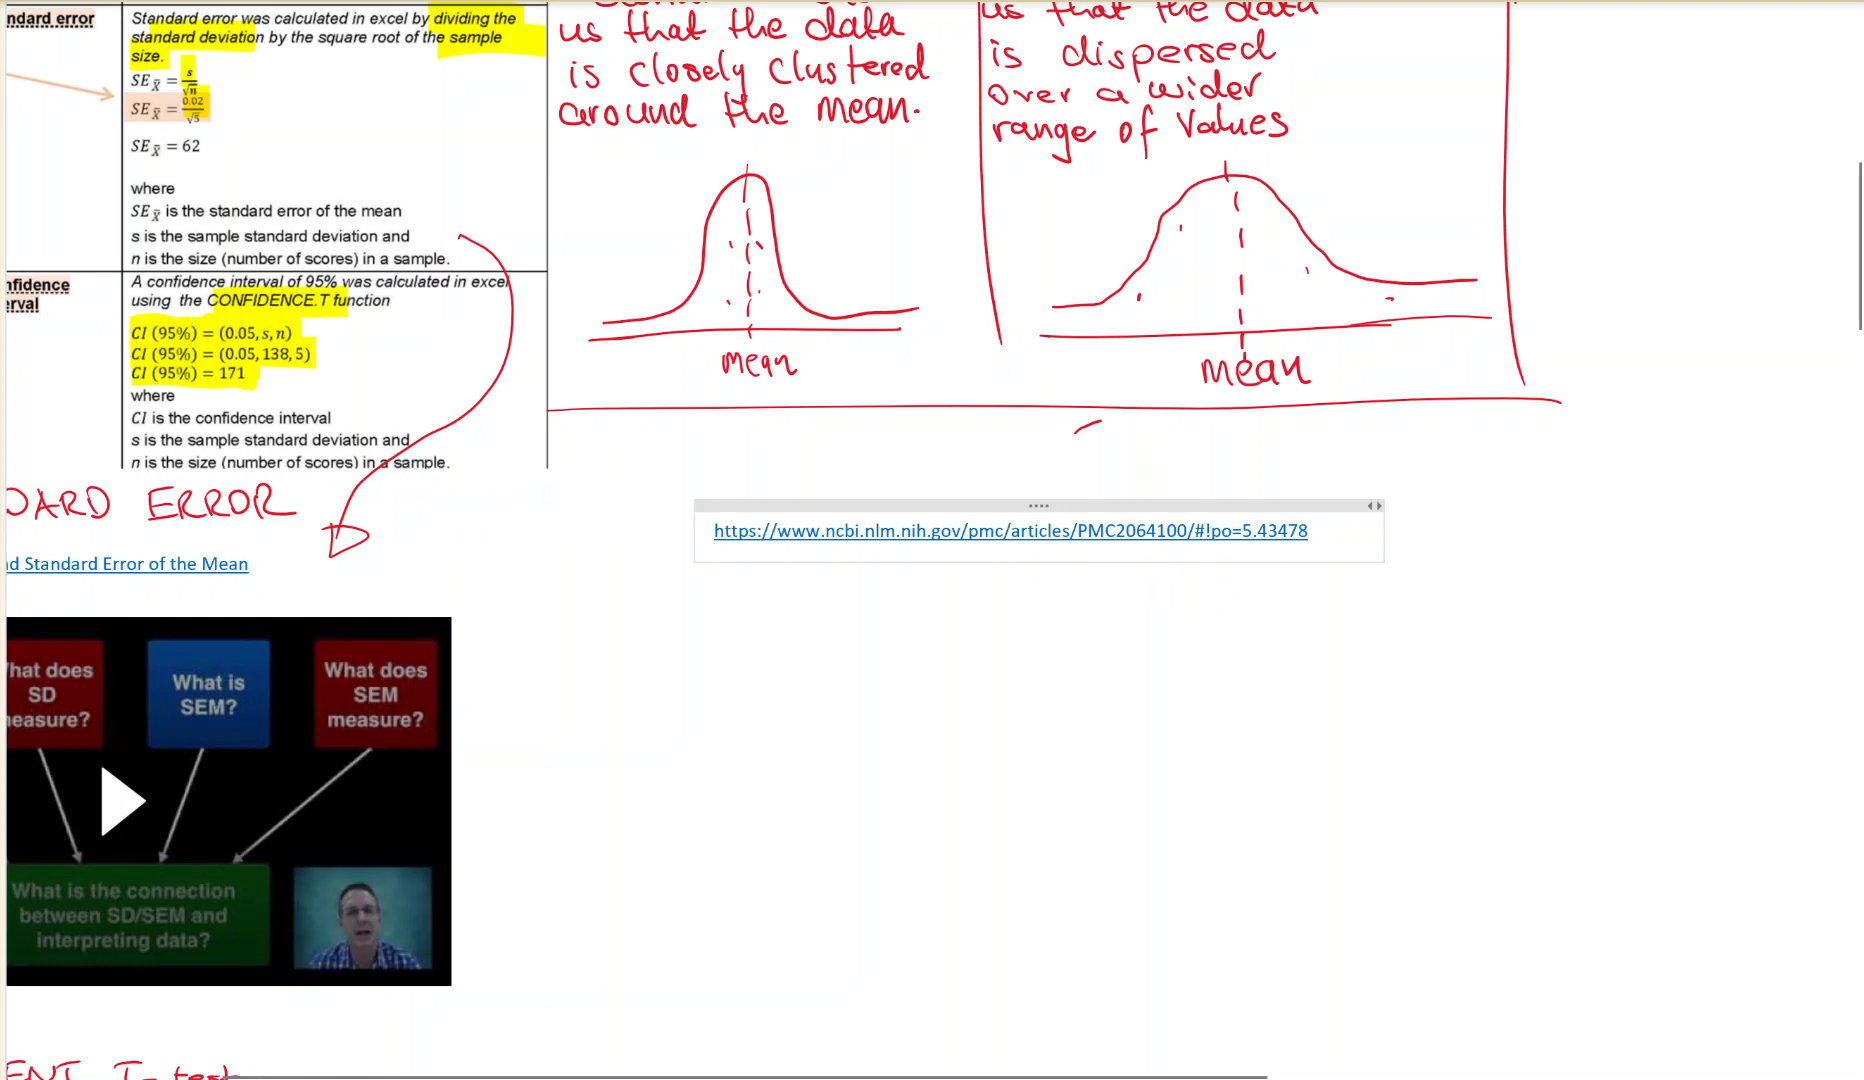 ndard error
Standard error was calculated in excel by dividing the
standard deviation by the square root of the sample
size.
SE x̄ = s/√n
SE x̄ = 0.02/√5
SE x̄ = 62
where
SE x̄ is the standard error of the mean
s is the sample standard deviation and
n is the size (number of scores) in a sample.
nfidence
erval
A confidence interval of 95% was calculated in excel
using the CONFIDENCE.T function
CI (95%) = (0.05, s, n)
CI (95%) = (0.05, 138, 5)
CI (95%) = 171
where
CI is the confidence interval
s is the sample standard deviation and
n is the size (number of scores) in a sample.
us that the data
is closely clustered
around the mean.
mean
us that the data
is dispersed
over a wider
range of values
mean
DARD ERROR
d Standard Error of the Mean
https://www.ncbi.nlm.nih.gov/pmc/articles/PMC2064100/#!po=5.43478
hat does
SD
measure?
What is
SEM?
What does
SEM
measure?
What is the connection
between SD/SEM and
interpreting data?
ENT T-test